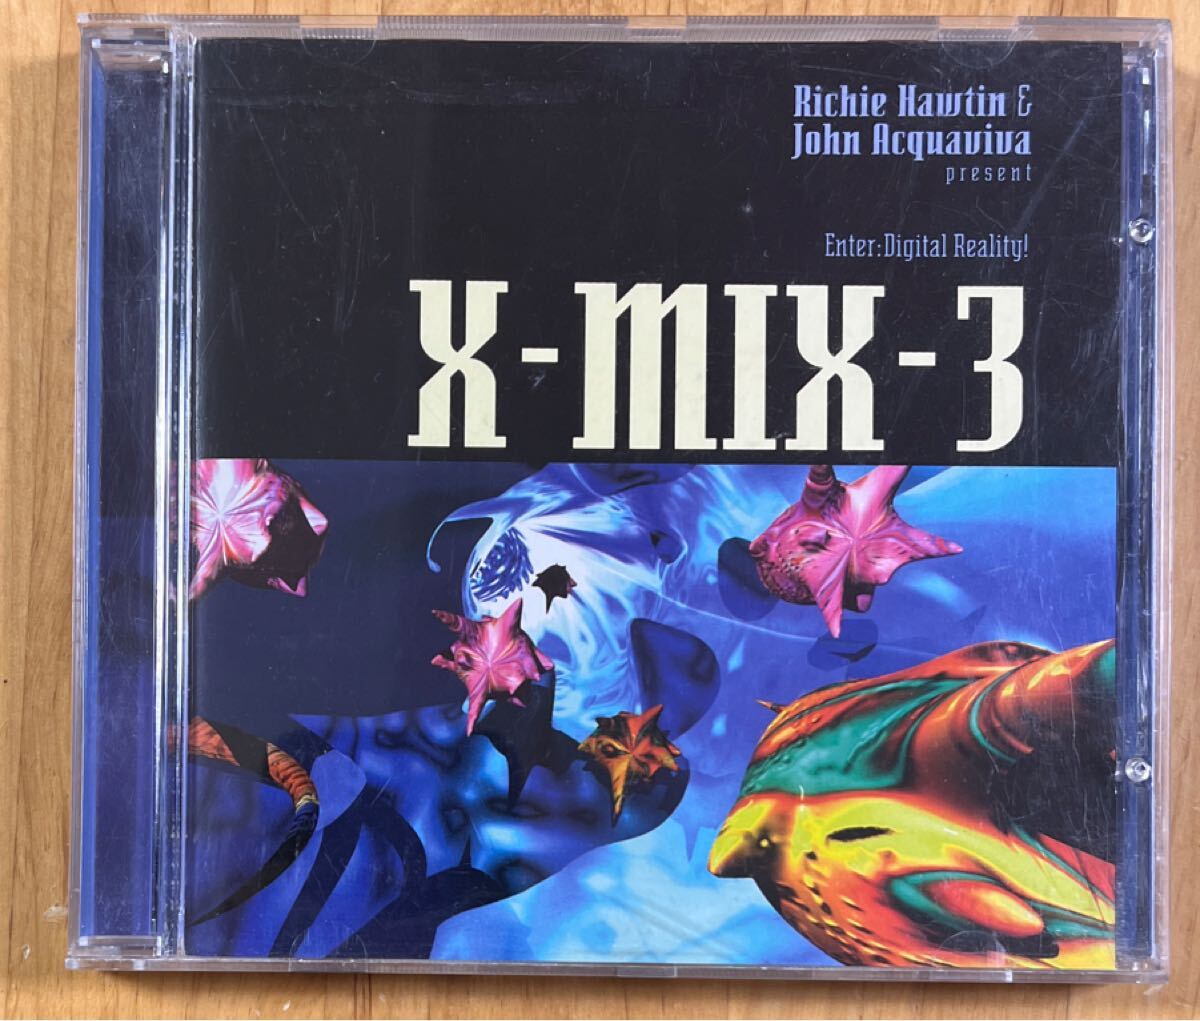 Richie Hawtin &
John Acquaviva
present
Enter:Digital Reality!
X-MIX-3